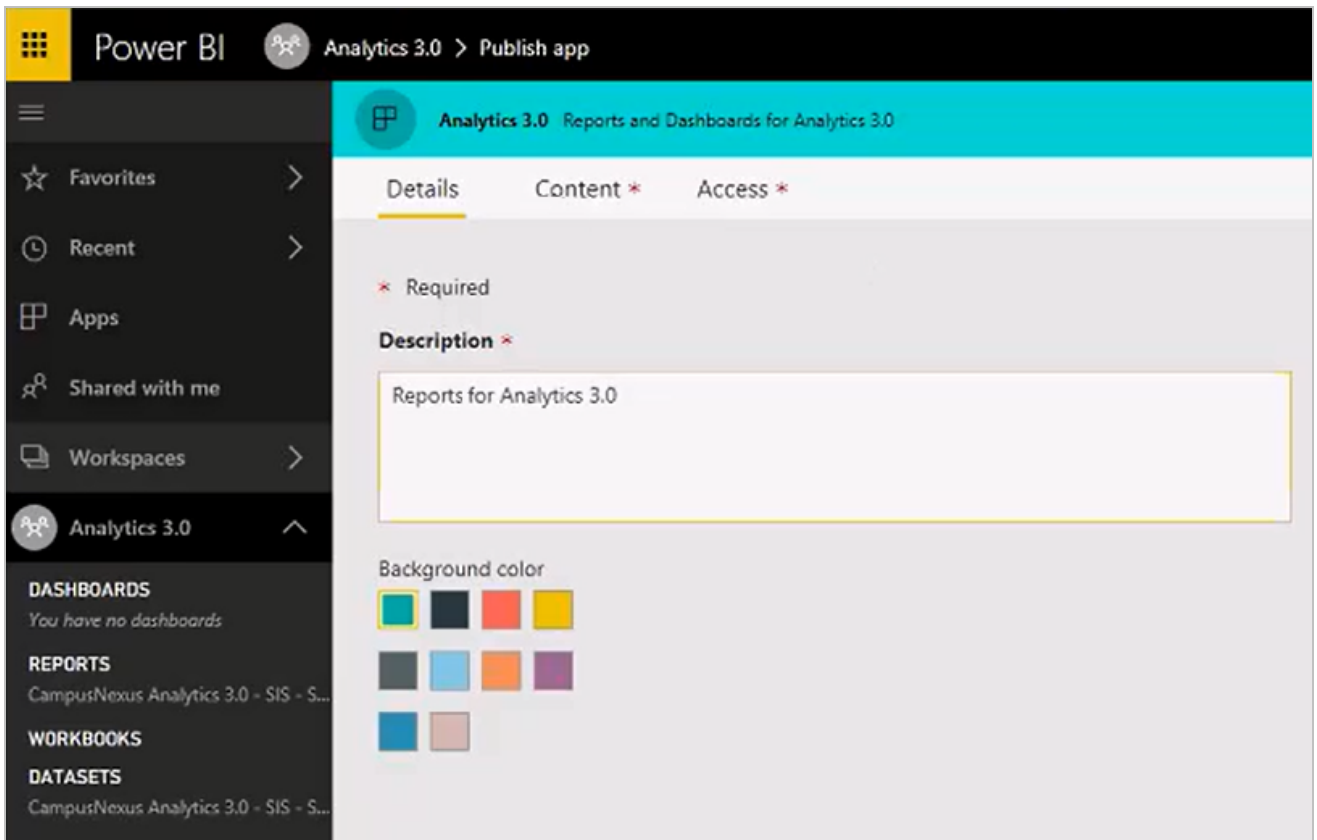 Power BI Analytics 3.0 > Publish app
Analytics 3.0 Reports and Dashboards for Analytics 3.0
Favorites
Recent
Apps
Shared with me
Workspaces
Analytics 3.0
DASHBOARDS
You have no dashboards
REPORTS
CampusNexus Analytics 3.0 - SIS - S...
WORKBOOKS
DATASETS
CampusNexus Analytics 3.0 - SIS - S...
Details Content * Access *
* Required
Description *
Reports for Analytics 3.0
Background color